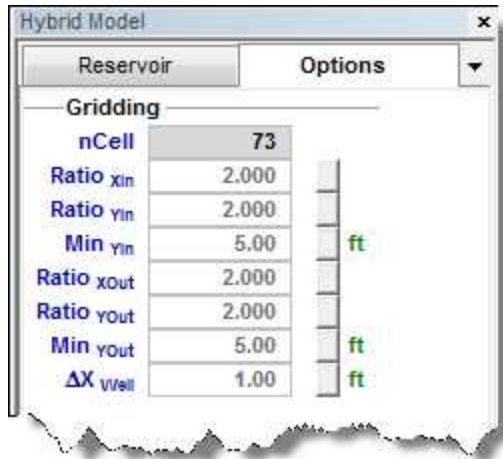 Hybrid Model
Reservoir Options
Gridding
nCell 73
Ratio XIn 2.000
Ratio YIn 2.000
Min YIn 5.00 ft
Ratio XOut 2.000
Ratio YOut 2.000
Min YOut 5.00 ft
ΔX Well 1.00 ft